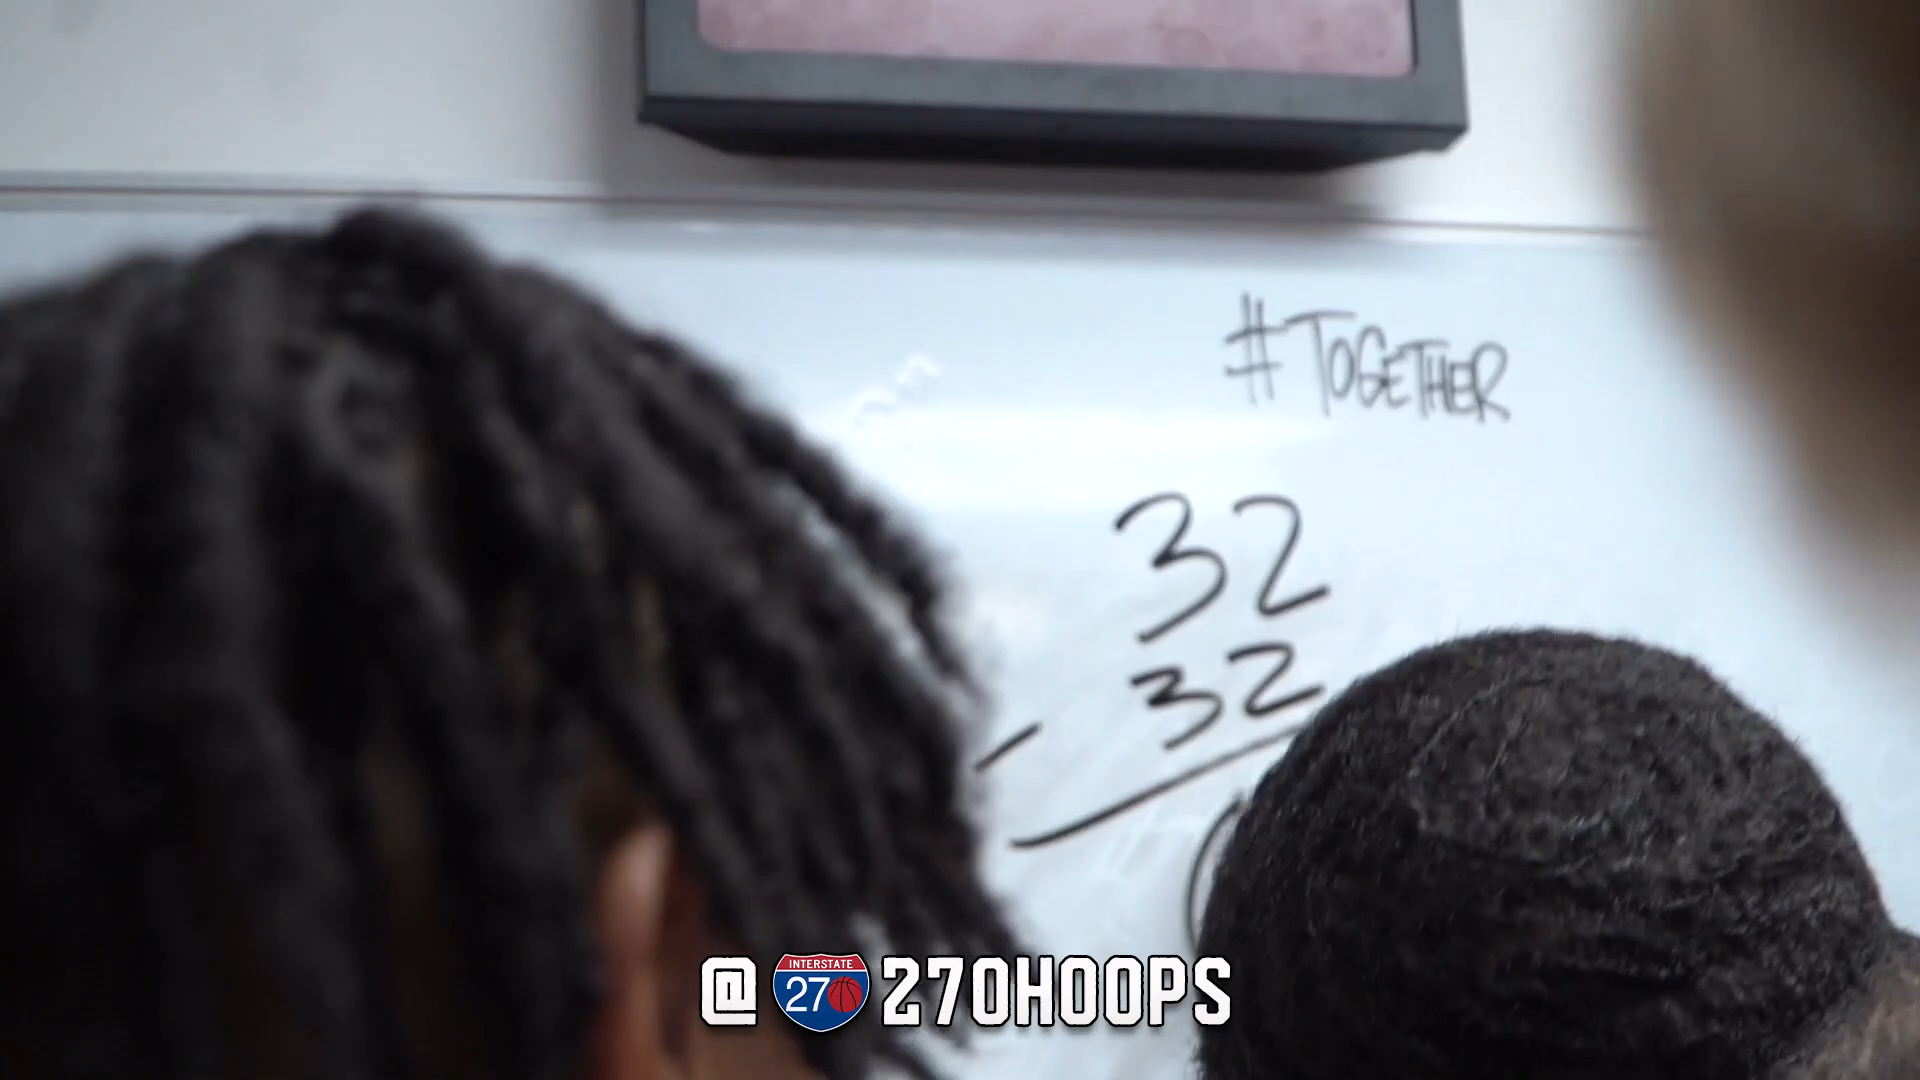 #TOGETHER
32
- 32
@ INTERSTATE 27 270HOOPS